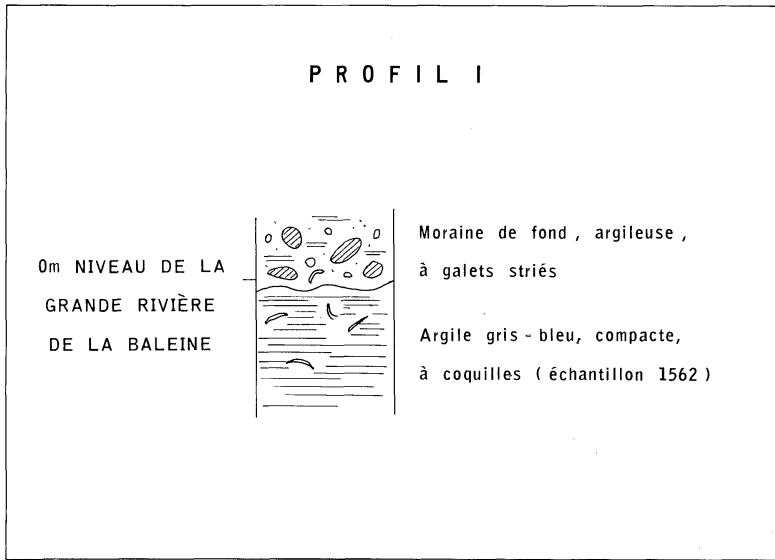 PROFIL I
0m NIVEAU DE LA
GRANDE RIVIÈRE
DE LA BALEINE
Moraine de fond, argileuse,
à galets striés
Argile gris-bleu, compacte,
à coquilles (échantillon 1562)